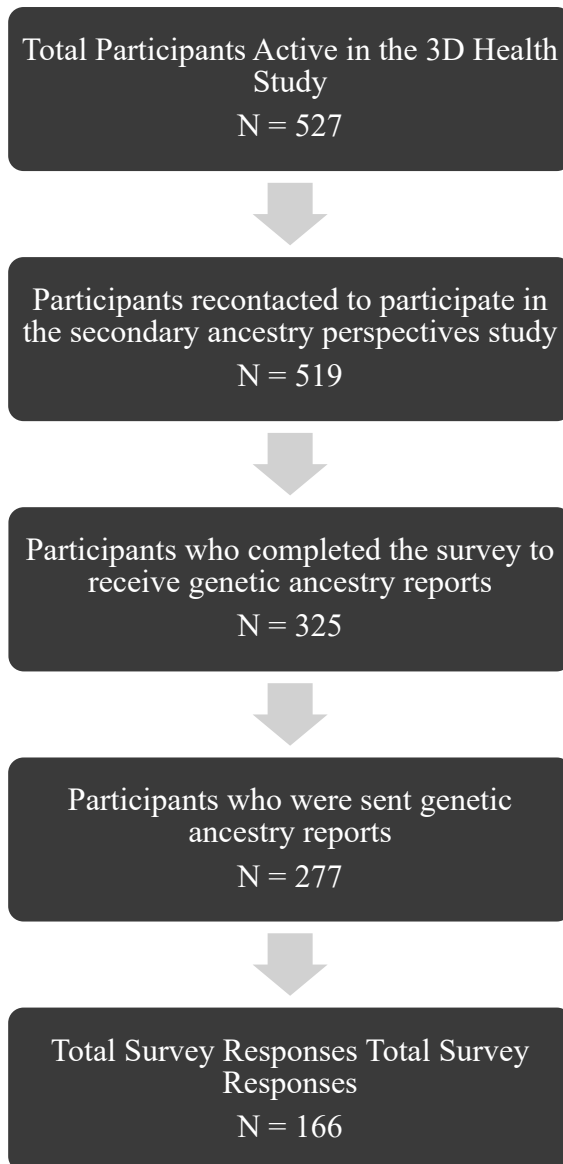 Total Participants Active in the 3D Health
Study
N = 527
Participants recontacted to participate in
the secondary ancestry perspectives study
N = 519
Participants who completed the survey to
receive genetic ancestry reports
N = 325
Participants who were sent genetic
ancestry reports
N = 277
Total Survey Responses Total Survey
Responses
N = 166